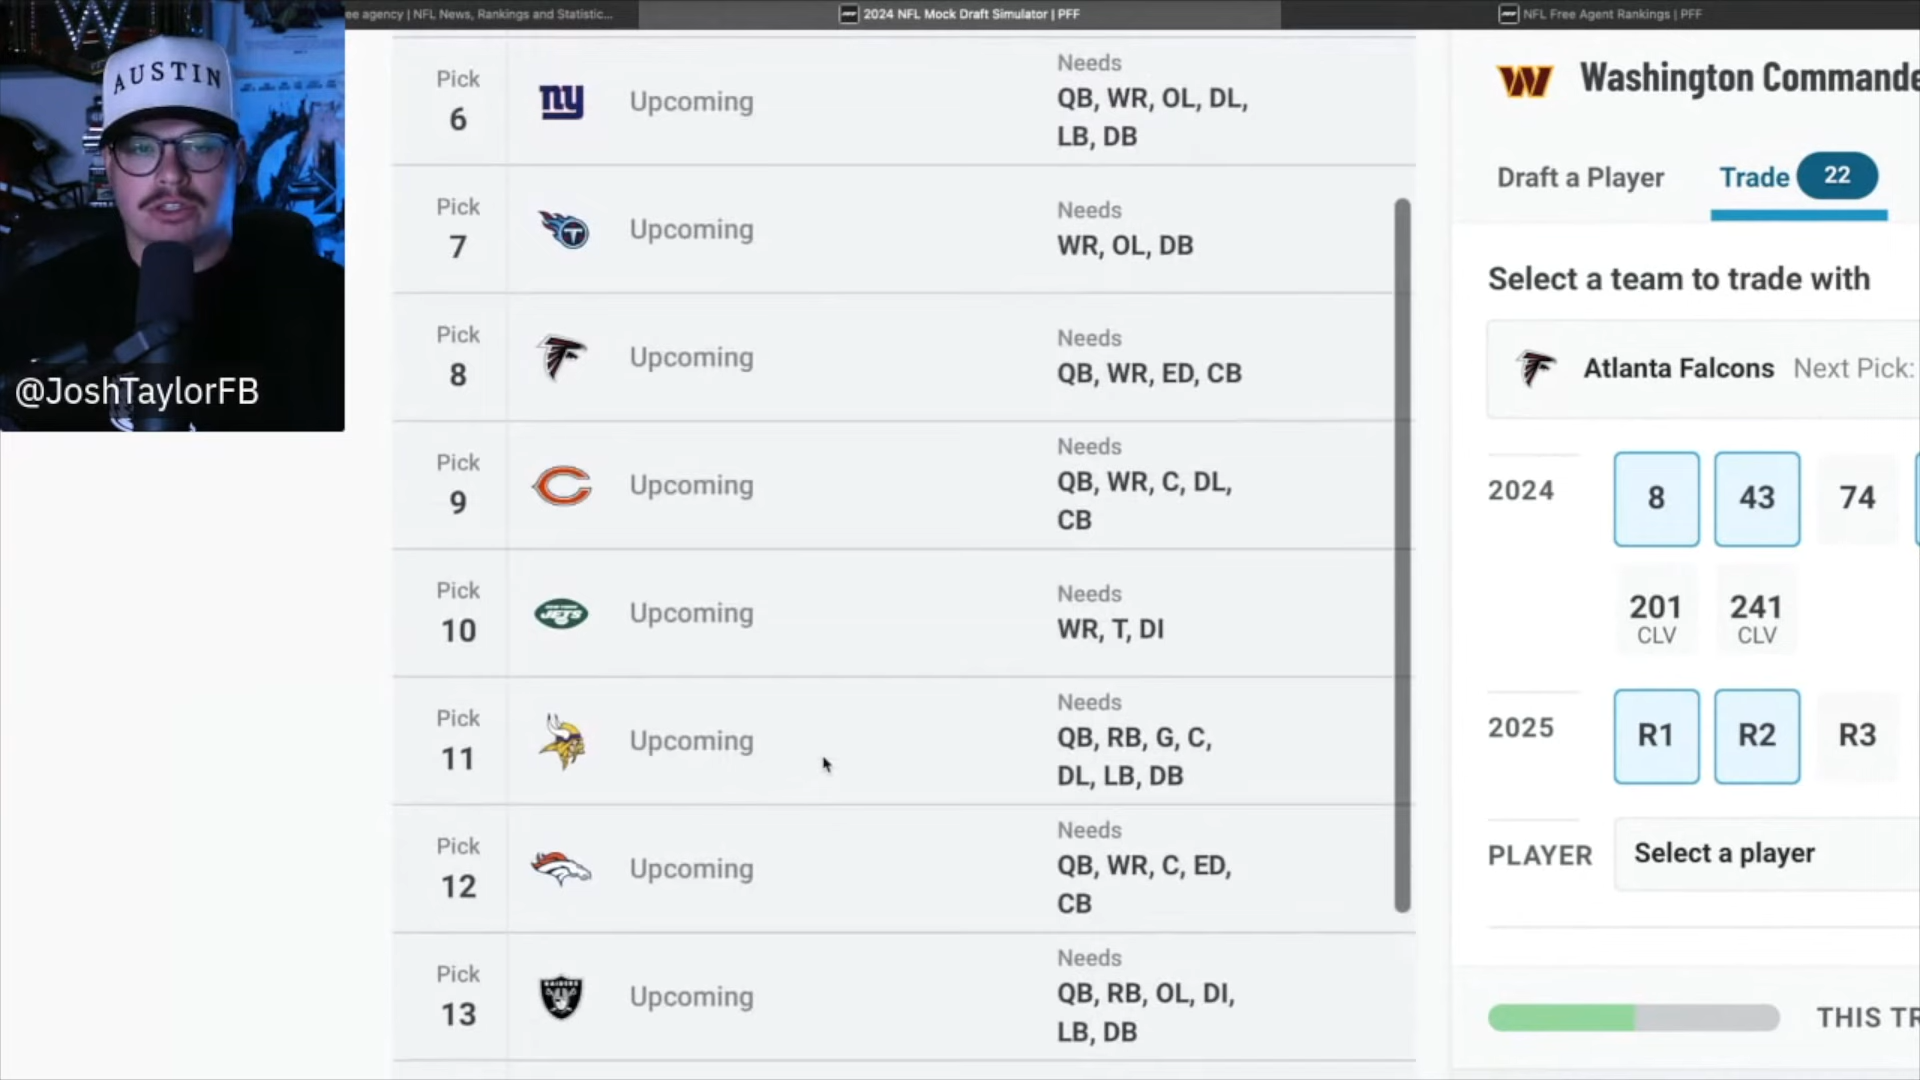 ee agency | NFL News, Rankings and Statistic...
2024 NFL Mock Draft Simulator | PFF
NFL Free Agent Rankings | PFF
AUSTIN
@JoshTaylorFB
Pick
6
ny
Upcoming
Needs
QB, WR, OL, DL,
LB, DB
Pick
7
T
Upcoming
Needs
WR, OL, DB
Pick
8
Upcoming
Needs
QB, WR, ED, CB
Pick
9
C
Upcoming
Needs
QB, WR, C, DL,
CB
Pick
10
JETS
Upcoming
Needs
WR, T, DI
Pick
11
Upcoming
Needs
QB, RB, G, C,
DL, LB, DB
Pick
12
Upcoming
Needs
QB, WR, C, ED,
CB
Pick
13
RAIDERS
Upcoming
Needs
QB, RB, OL, DI,
LB, DB
W Washington Commande
Draft a Player
Trade 22
Select a team to trade with
Atlanta Falcons Next Pick:
2024
8 43 74
201 241
CLV CLV
2025
R1 R2 R3
PLAYER
Select a player
THIS TR